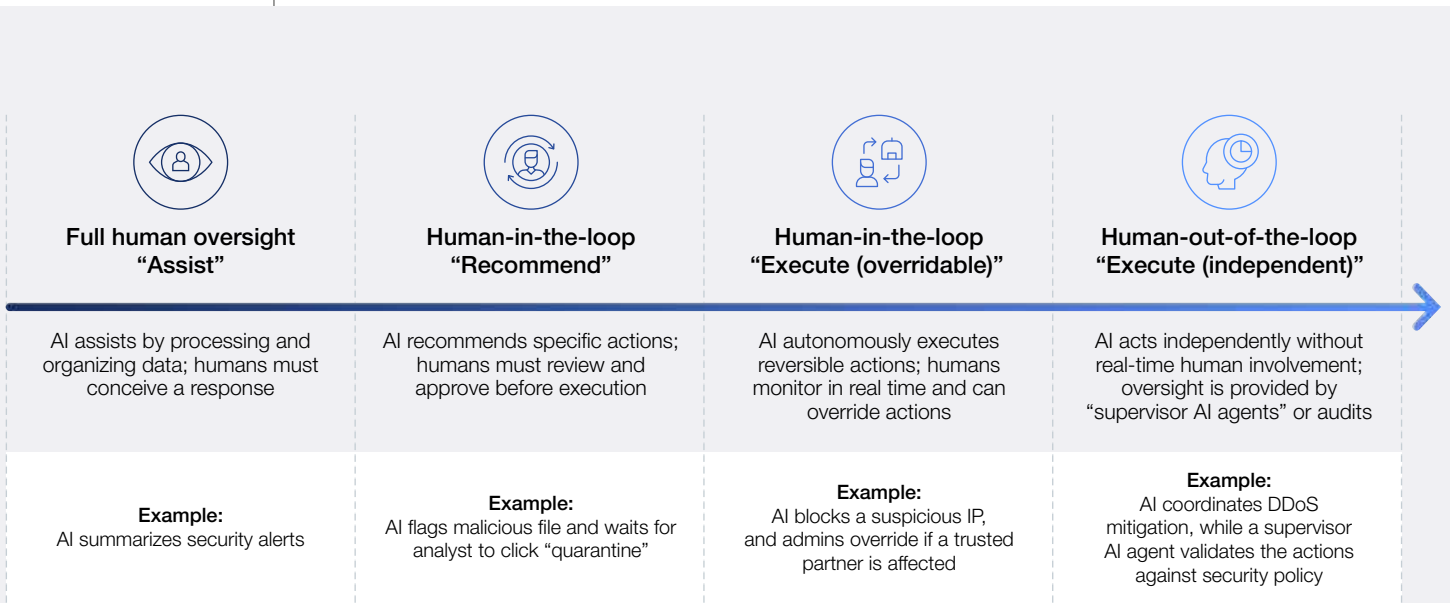 Full human oversight
“Assist”
AI assists by processing and
organizing data; humans must
conceive a response
Example:
AI summarizes security alerts
Human-in-the-loop
“Recommend”
AI recommends specific actions;
humans must review and
approve before execution
Example:
AI flags malicious file and waits for
analyst to click “quarantine”
Human-in-the-loop
“Execute (overridable)”
AI autonomously executes
reversible actions; humans
monitor in real time and can
override actions
Example:
AI blocks a suspicious IP,
and admins override if a trusted
partner is affected
Human-out-of-the-loop
“Execute (independent)”
AI acts independently without
real-time human involvement;
oversight is provided by
“supervisor AI agents” or audits
Example:
AI coordinates DDoS
mitigation, while a supervisor
AI agent validates the actions
against security policy